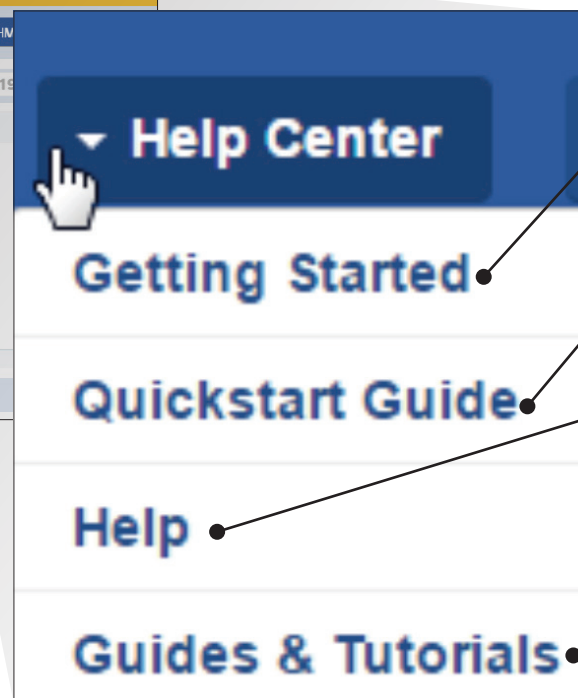 Help Center
Getting Started
Quickstart Guide
Help
Guides & Tutorials